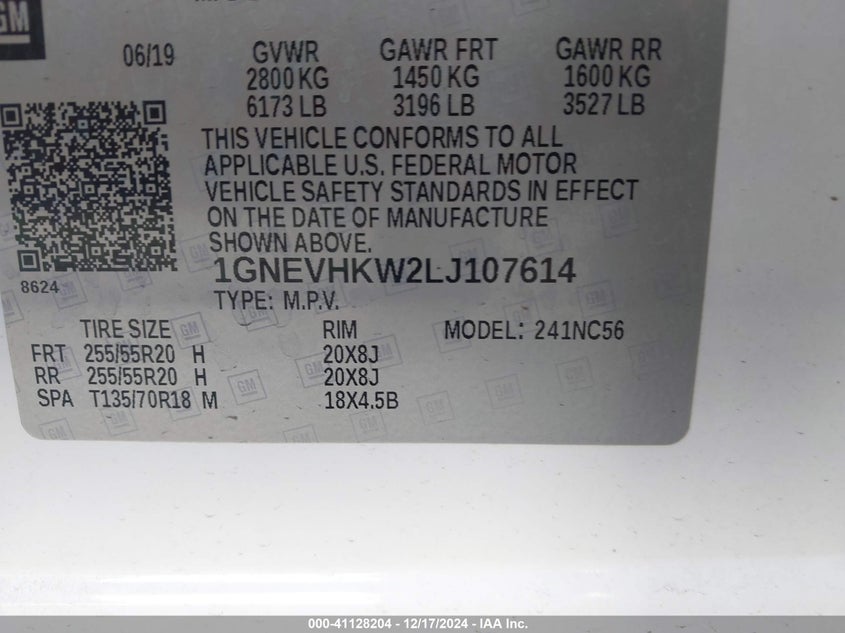 GM
06/19 GVWR GAWR FRT GAWR RR
2800 KG 1450 KG 1600 KG
6173 LB 3196 LB 3527 LB
THIS VEHICLE CONFORMS TO ALL
APPLICABLE U.S. FEDERAL MOTOR
VEHICLE SAFETY STANDARDS IN EFFECT
ON THE DATE OF MANUFACTURE
SHOWN ABOVE.
8624
1GNEVHKW2LJ107614
TYPE: M.P.V.
TIRE SIZE RIM MODEL: 241NC56
FRT 255/55R20 H 20X8J
RR 255/55R20 H 20X8J
SPA T135/70R18 M 18X4.5B
000-41128204 - 12/17/2024 - IAA Inc.